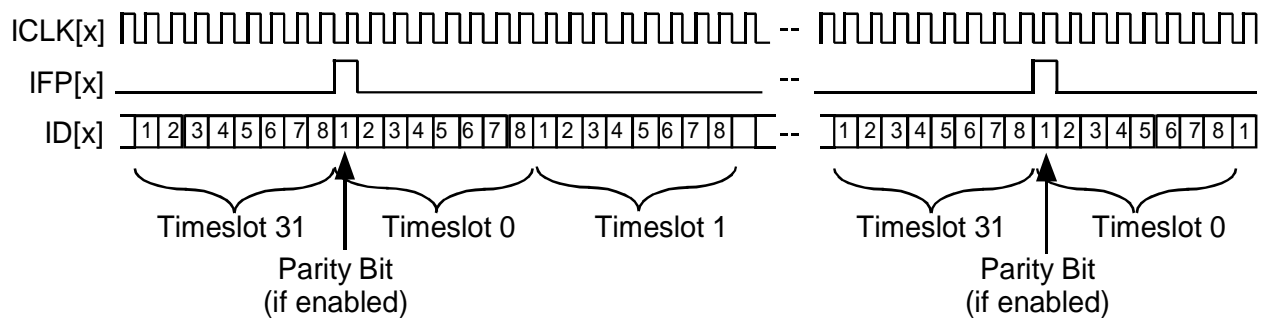 ICLK[x] -- 
IFP[x] -- 
ID[x] 1 2 3 4 5 6 7 8 1 2 3 4 5 6 7 8 1 2 3 4 5 6 7 8 -- 1 2 3 4 5 6 7 8 1 2 3 4 5 6 7 8 1
Timeslot 31 Timeslot 0 Timeslot 1 Timeslot 31 Timeslot 0
Parity Bit Parity Bit
(if enabled) (if enabled)